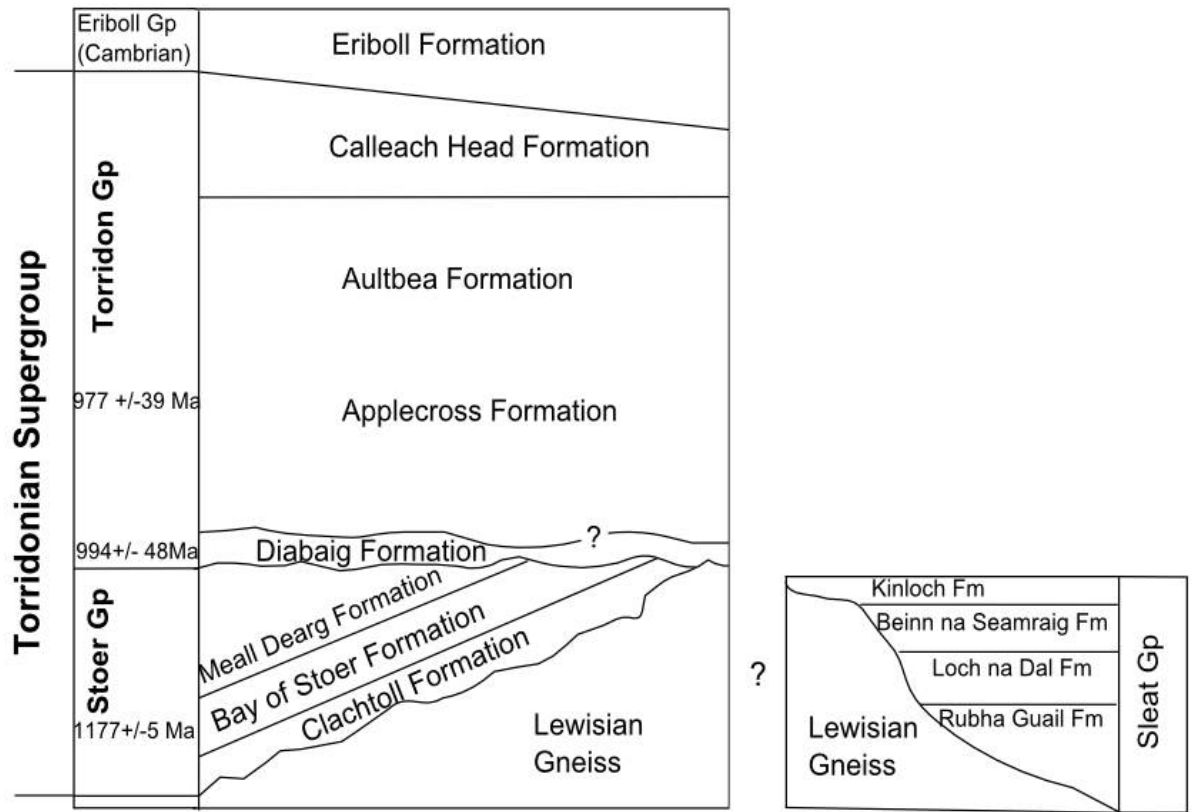 Eriboll Gp
(Cambrian)
Eriboll Formation
Torridonian Supergroup
Torridon Gp
Calleach Head Formation
Aultbea Formation
977 +/-39 Ma
Applecross Formation
?
994+/- 48Ma
Diabaig Formation
Stoer Gp
Meall Dearg Formation
Bay of Stoer Formation
Clachtoll Formation
1177+/-5 Ma
Lewisian
Gneiss
?
Kinloch Fm
Beinn na Seamraig Fm
Loch na Dal Fm
Rubha Guail Fm
Lewisian
Gneiss
Sleat Gp